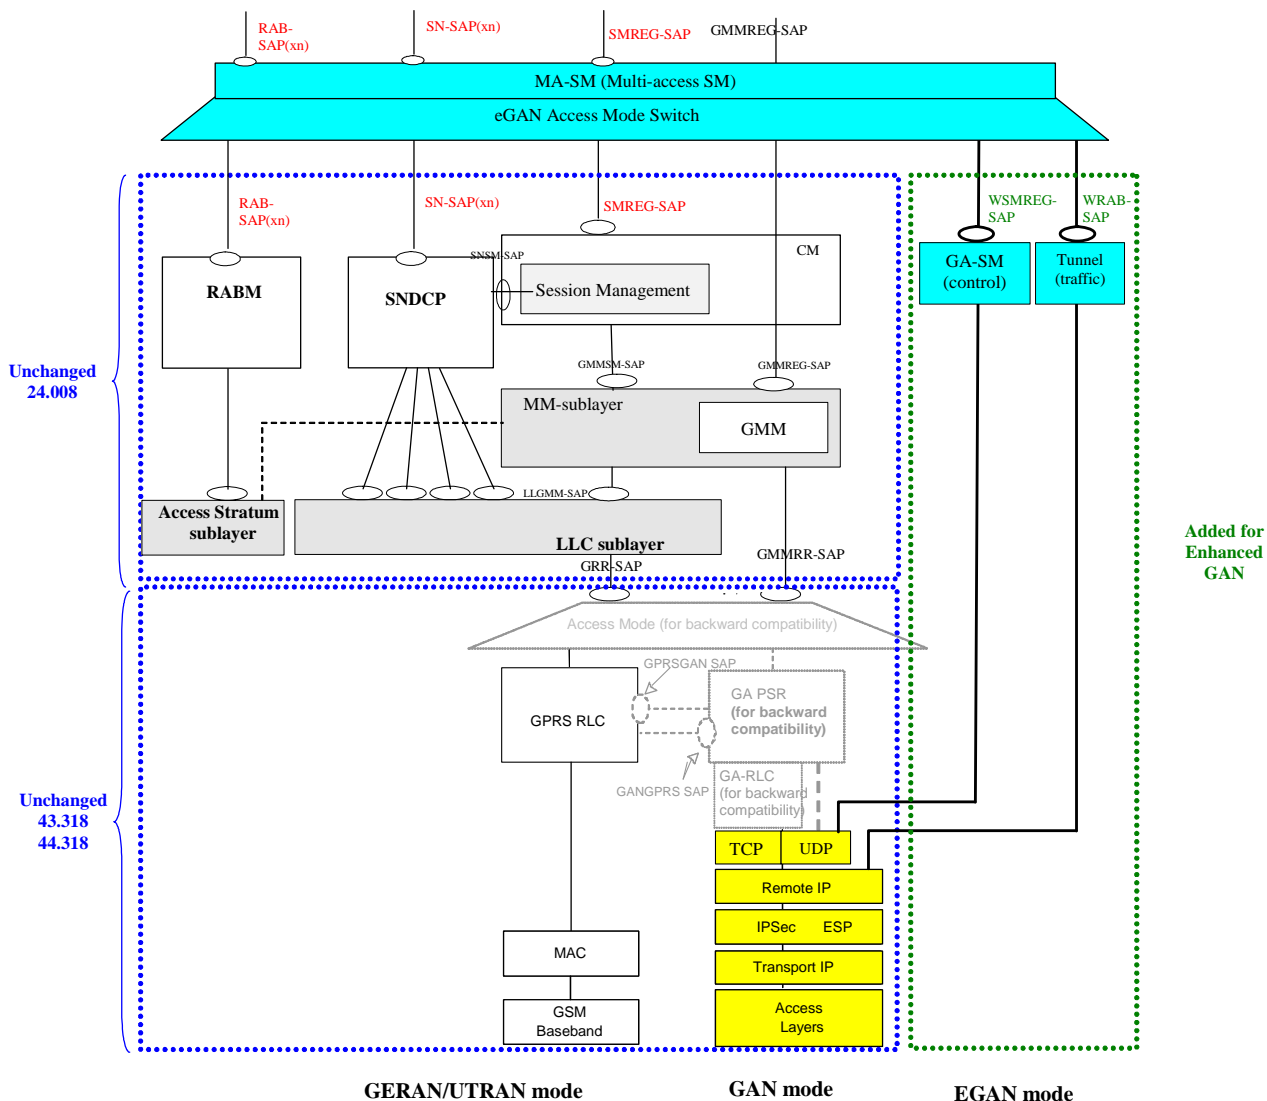 RAB-
SAP(xn)
SN-SAP(xn)
SMREG-SAP
GMMREG-SAP
MA-SM (Multi-access SM)
eGAN Access Mode Switch
RAB-
SAP(xn)
SN-SAP(xn)
SMREG-SAP
WSMREG-
SAP
WRAB-
SAP
SNSM-SAP
CM
RABM
SNDCP
Session Management
GA-SM
(control)
Tunnel
(traffic)
Unchanged
24.008
GMMSM-SAP
GMMREG-SAP
MM-sublayer
GMM
LLGMM-SAP
Access Stratum
sublayer
LLC sublayer
GRR-SAP
GMMRR-SAP
Added for
Enhanced
GAN
Access Mode (for backward compatibility)
GPRSGAN SAP
GPRS RLC
GA PSR
(for backward
compatibility)
GANGPRS SAP
GA-RLC
(for backward
compatibility)
Unchanged
43.318
44.318
TCP
UDP
Remote IP
IPSec ESP
MAC
Transport IP
GSM
Baseband
Access
Layers
GERAN/UTRAN mode
GAN mode
EGAN mode